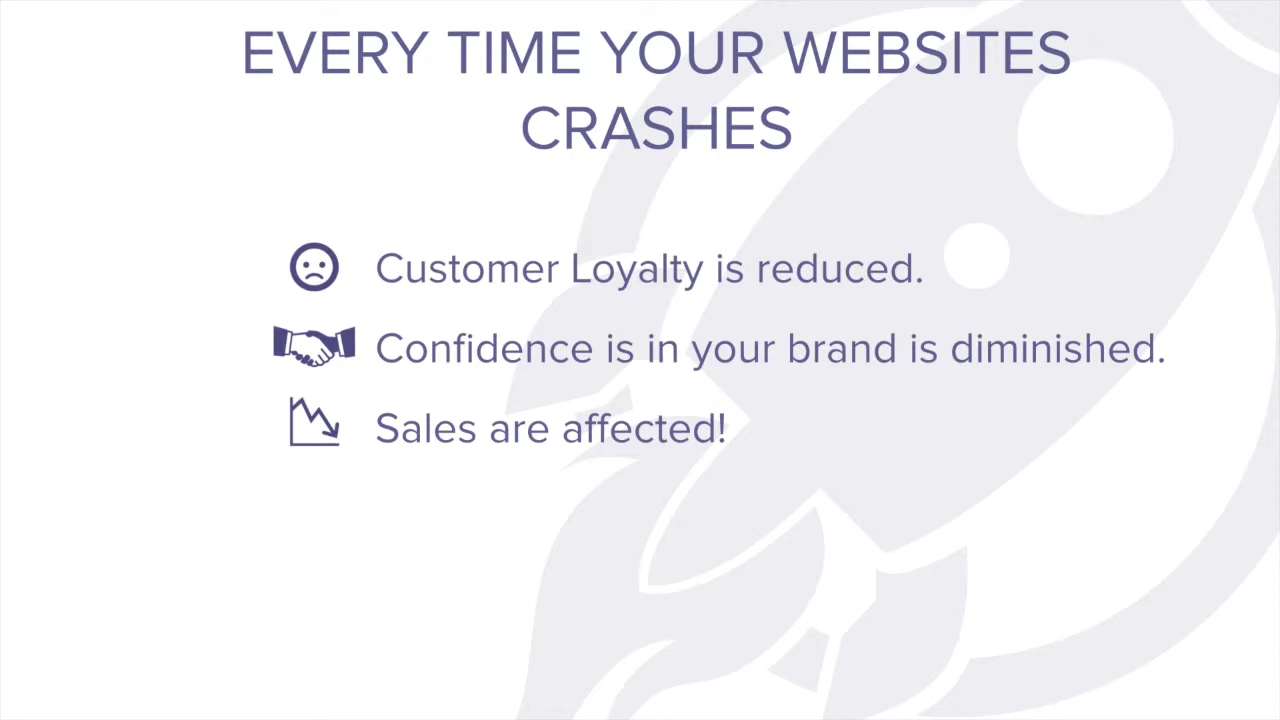 EVERY TIME YOUR WEBSITES
CRASHES
Customer Loyalty is reduced.
Confidence is in your brand is diminished.
Sales are affected!